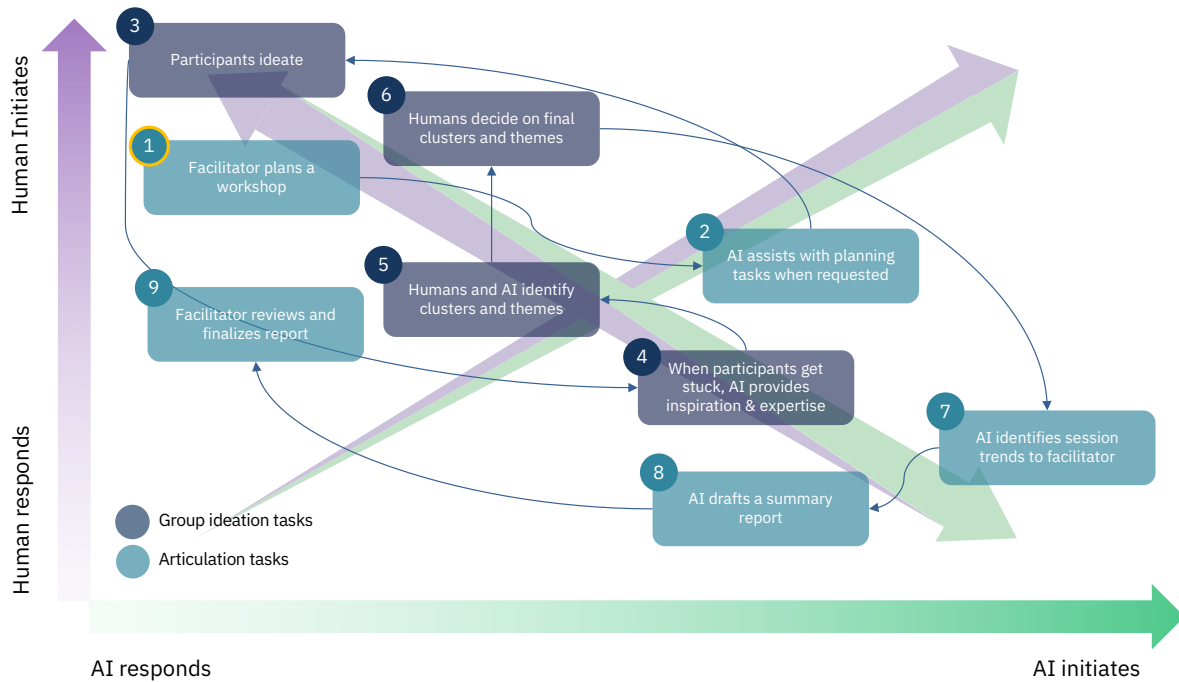 3
Participants ideate
Human Initiates
6
Humans decide on final
clusters and themes
1
Facilitator plans a
workshop
2
AI assists with planning
tasks when requested
5
Humans and AI identify
clusters and themes
9
Facilitator reviews and
finalizes report
4
When participants get
stuck, AI provides
inspiration & expertise
7
AI identifies session
trends to facilitator
8
AI drafts a summary
report
Human responds
Group ideation tasks
Articulation tasks
AI responds
AI initiates